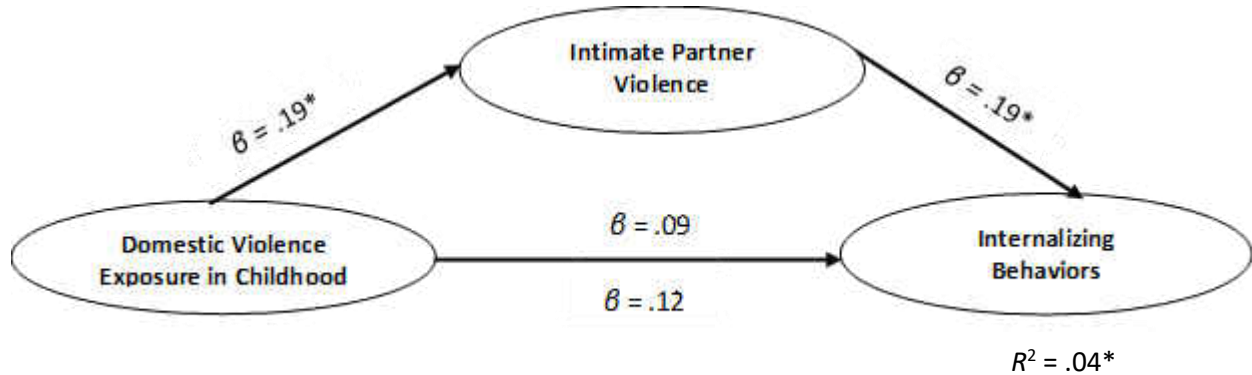 Intimate Partner
Violence
β = .19*
β = .19*
Domestic Violence
Exposure in Childhood
β = .09
β = .12
Internalizing
Behaviors
R² = .04*